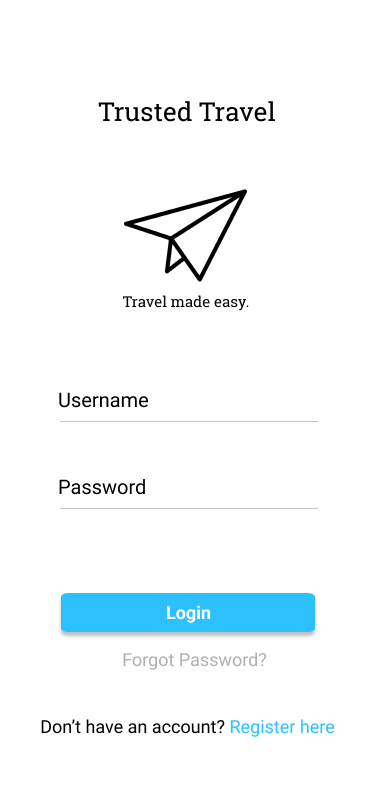 Trusted Travel
Travel made easy.
Username
Password
Login
Forgot Password?
Don’t have an account? Register here